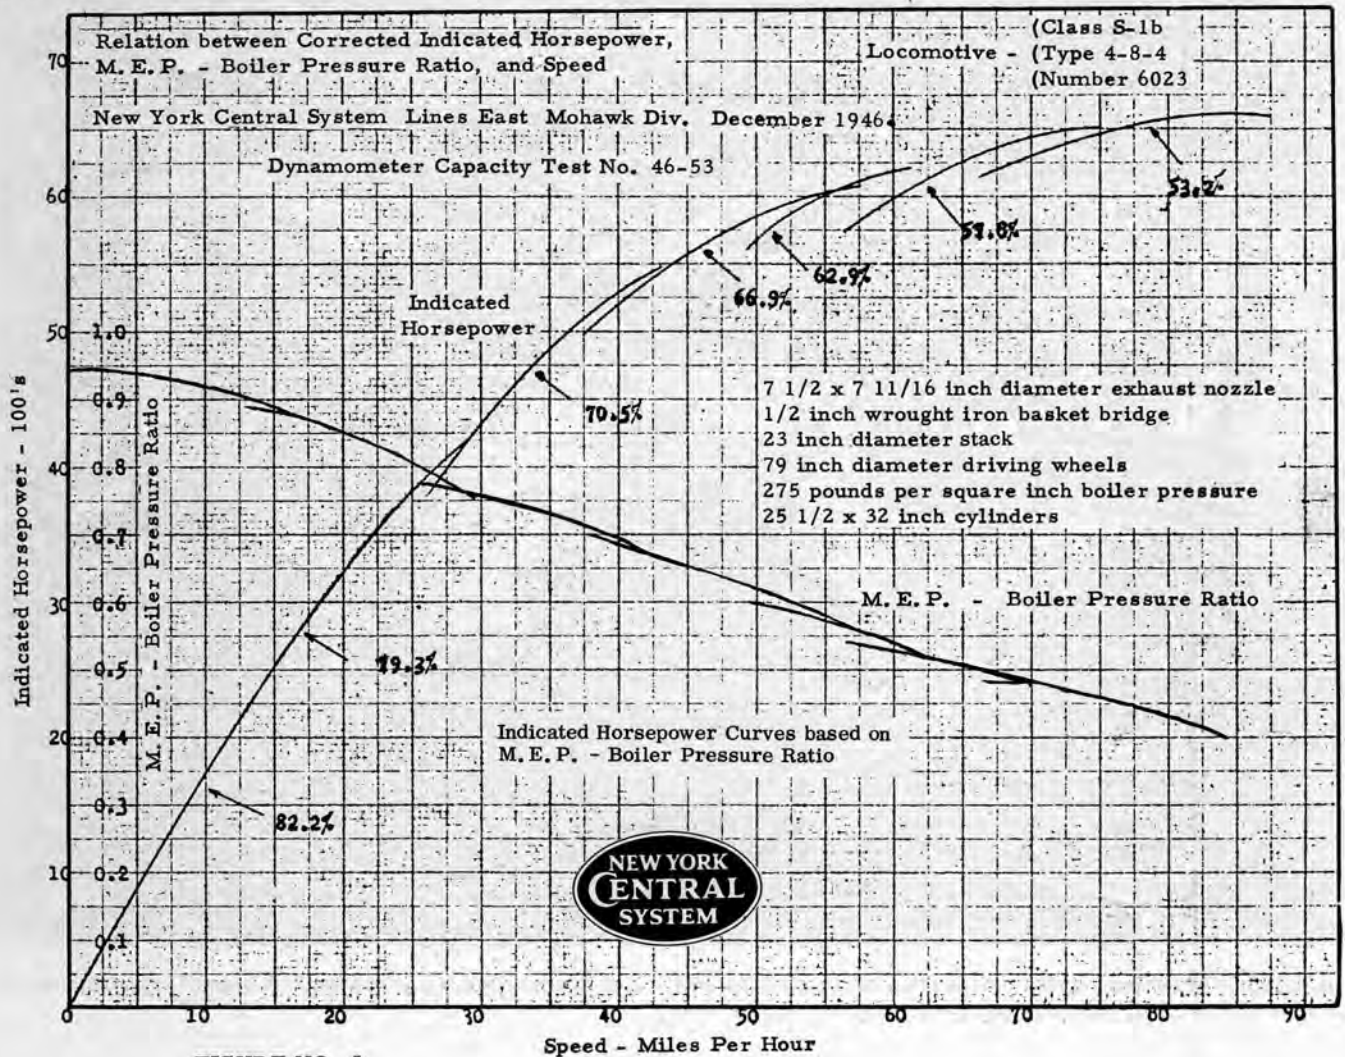 Relation between Corrected Indicated Horsepower,
M. E. P. - Boiler Pressure Ratio, and Speed
New York Central System Lines East Mohawk Div. December 1946.
Dynamometer Capacity Test No. 46-53
(Class S-1b
Locomotive - (Type 4-8-4
(Number 6023
70
60
50
40
30
20
10
0
1.0
0.9
0.8
0.7
0.6
0.5
0.4
0.3
0.2
0.1
Indicated Horsepower - 100's
M. E. P. - Boiler Pressure Ratio
Indicated
Horsepower
82.2%
79.3%
70.5%
66.9%
62.9%
53.2%
7 1/2 x 7 11/16 inch diameter exhaust nozzle
1/2 inch wrought iron basket bridge
23 inch diameter stack
79 inch diameter driving wheels
275 pounds per square inch boiler pressure
25 1/2 x 32 inch cylinders
M. E. P. - Boiler Pressure Ratio
Indicated Horsepower Curves based on
M. E. P. - Boiler Pressure Ratio
NEW YORK
CENTRAL
SYSTEM
0 10 20 30 40 50 60 70 80 90
Speed - Miles Per Hour